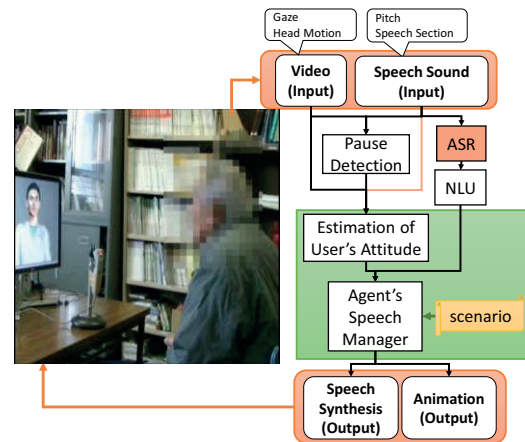 Gaze
Head Motion
Pitch
Speech Section
Video
(Input)
Speech Sound
(Input)
Pause
Detection
ASR
NLU
Estimation of
User's Attitude
Agent's
Speech
Manager
scenario
Speech
Synthesis
(Output)
Animation
(Output)